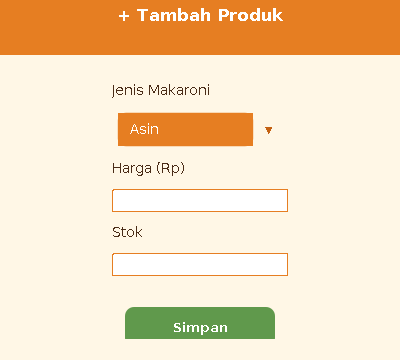 + Tambah Produk
Jenis Makaroni
Asin ▼
Harga (Rp)
Stok
Simpan